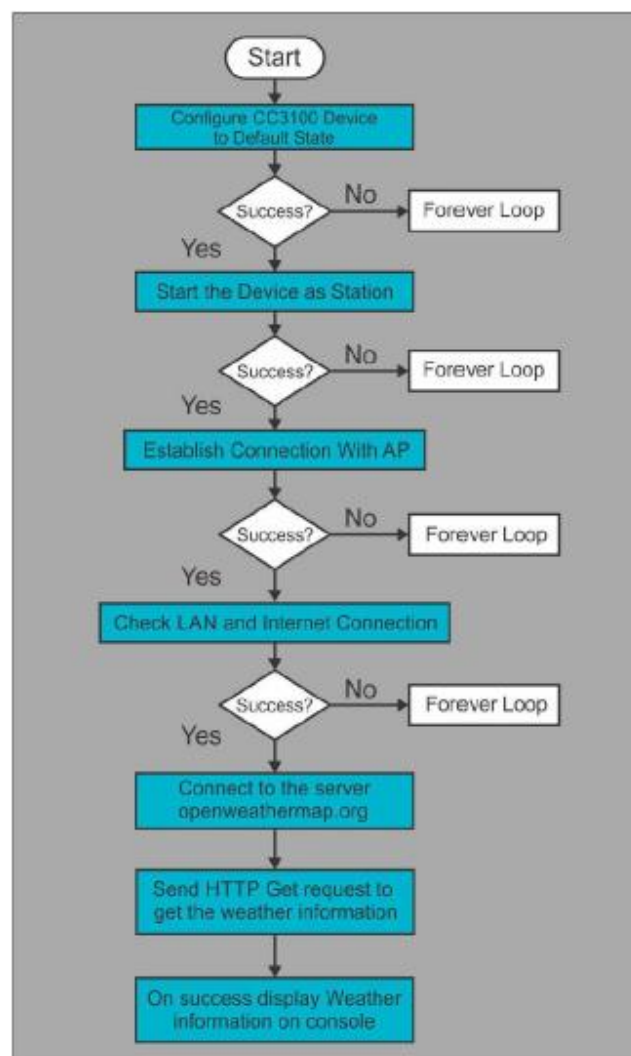 Start
Configure CC3100 Device
to Default State
Success?
No
Forever Loop
Yes
Start the Device as Station
Success?
No
Forever Loop
Yes
Establish Connection With AP
Success?
No
Forever Loop
Yes
Check LAN and Internet Connection
Success?
No
Forever Loop
Yes
Connect to the server
openweathermap.org
Send HTTP Get request to
get the weather information
On success display Weather
information on console